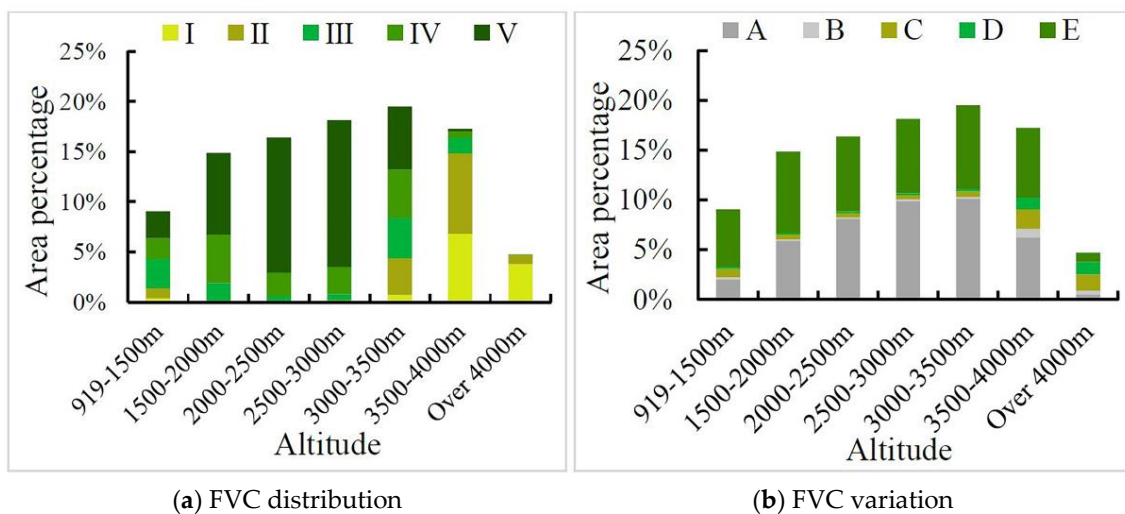 I II III IV V
25%
20%
15%
10%
5%
0%
Area percentage
919-1500m
1500-2000m
2000-2500m
2500-3000m
3000-3500m
3500-4000m
Over 4000m
Altitude
(a) FVC distribution
A B C D E
25%
20%
15%
10%
5%
0%
Area percentage
919-1500m
1500-2000m
2000-2500m
2500-3000m
3000-3500m
3500-4000m
Over 4000m
Altitude
(b) FVC variation